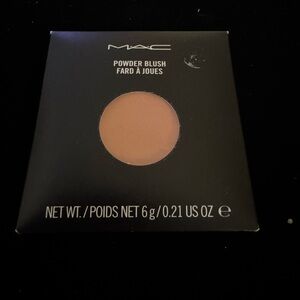 MAC
POWDER BLUSH
FARD À JOUES
NET WT. / POIDS NET 6 g / 0.21 US OZ ℮